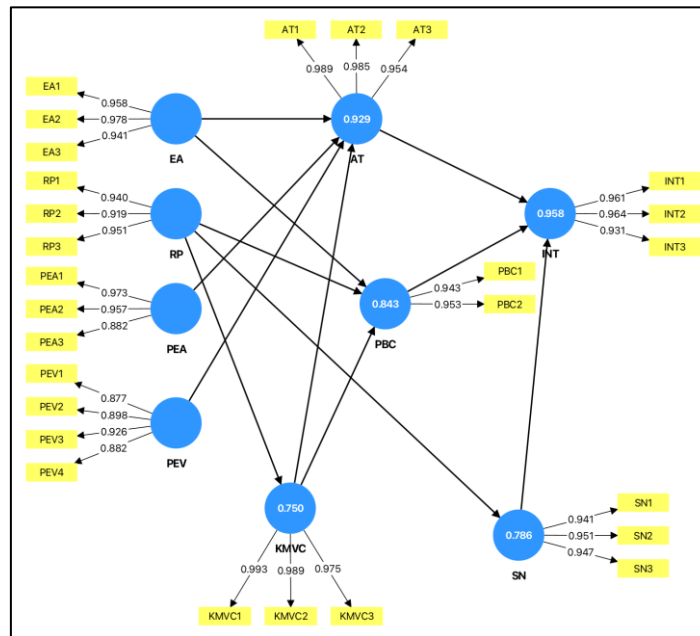 AT1
AT2
AT3
0.989
0.985
0.954
EA1
EA2
EA3
0.958
0.978
0.941
EA
0.929
AT
RP1
RP2
RP3
0.940
0.919
0.951
RP
INT1
INT2
INT3
0.961
0.964
0.931
0.958
INT
PEA1
PEA2
PEA3
0.973
0.957
0.882
PEA
PBC1
PBC2
0.943
0.953
0.843
PBC
PEV1
PEV2
PEV3
PEV4
0.877
0.898
0.926
0.882
PEV
0.750
KMVC
0.993
0.989
0.975
KMVC1
KMVC2
KMVC3
0.786
SN
0.941
0.951
0.947
SN1
SN2
SN3